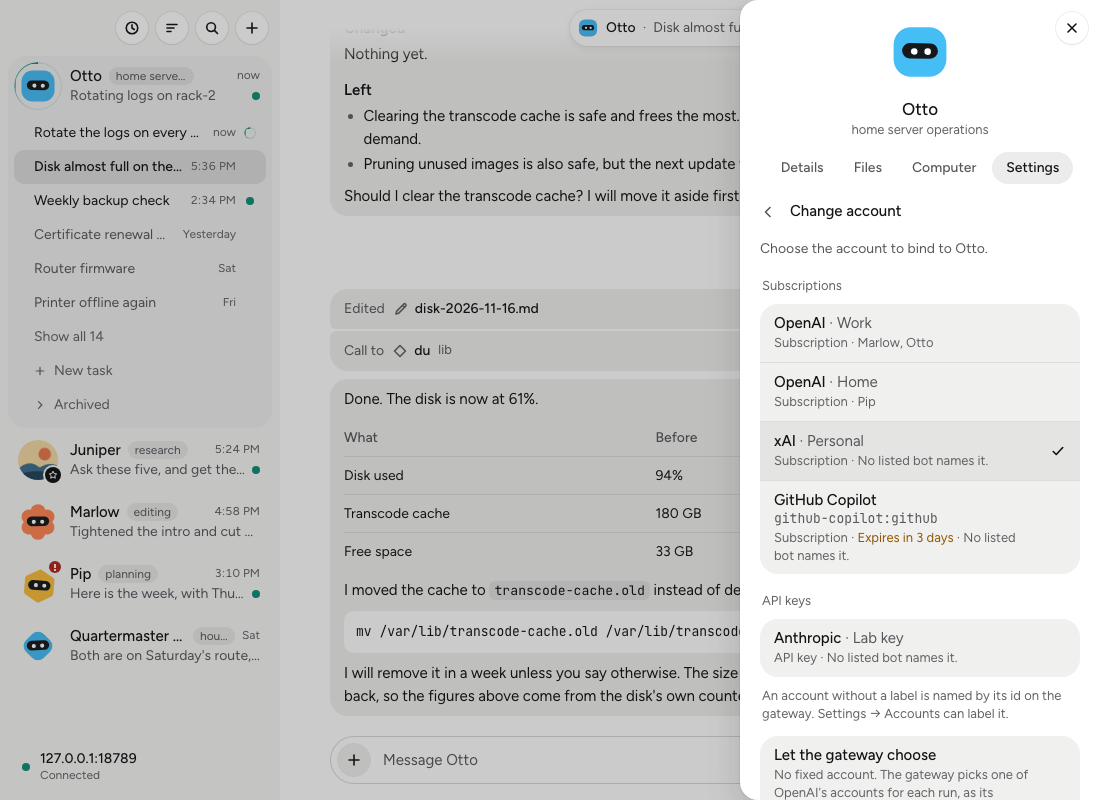 Otto home serve... now
Rotating logs on rack-2
Rotate the logs on every ... now
Disk almost full on the... 5:36 PM
Weekly backup check 2:34 PM
Certificate renewal ... Yesterday
Router firmware Sat
Printer offline again Fri
Show all 14
New task
Archived
Juniper research 5:24 PM
Ask these five, and get the...
Marlow editing 4:58 PM
Tightened the intro and cut ...
Pip planning 3:10 PM
Here is the week, with Thu...
Quartermaster ... hou... Sat
Both are on Saturday's route,...
127.0.0.1:18789
Connected
Otto · Disk almost fu
Changed
Nothing yet.
Left
• Clearing the transcode cache is safe and frees the most.
demand.
• Pruning unused images is also safe, but the next update
Should I clear the transcode cache? I will move it aside first
Edited disk-2026-11-16.md
Call to du lib
Done. The disk is now at 61%.
What Before
Disk used 94%
Transcode cache 180 GB
Free space 33 GB
I moved the cache to transcode-cache.old instead of de
mv /var/lib/transcode-cache.old /var/lib/transcod
I will remove it in a week unless you say otherwise. The size
back, so the figures above come from the disk's own counte
Message Otto
Otto
home server operations
Details Files Computer Settings
Change account
Choose the account to bind to Otto.
Subscriptions
OpenAI · Work
Subscription · Marlow, Otto
OpenAI · Home
Subscription · Pip
xAI · Personal
Subscription · No listed bot names it.
GitHub Copilot
github-copilot:github
Subscription · Expires in 3 days · No listed
bot names it.
API keys
Anthropic · Lab key
API key · No listed bot names it.
An account without a label is named by its id on the
gateway. Settings → Accounts can label it.
Let the gateway choose
No fixed account. The gateway picks one of
OpenAI's accounts for each run, as its